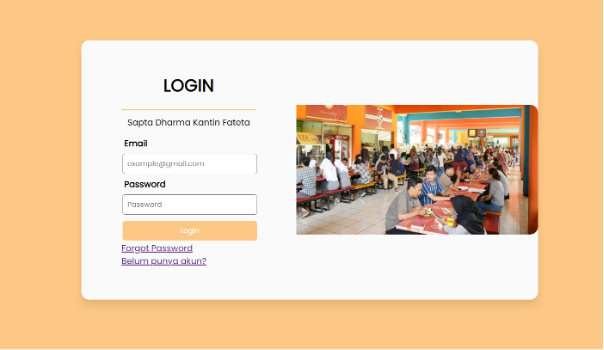 LOGIN
Sapta Dharma Kantin Fateta
Email
example@gmail.com
Password
Password
Login
Forgot Password
Belum punya akun?